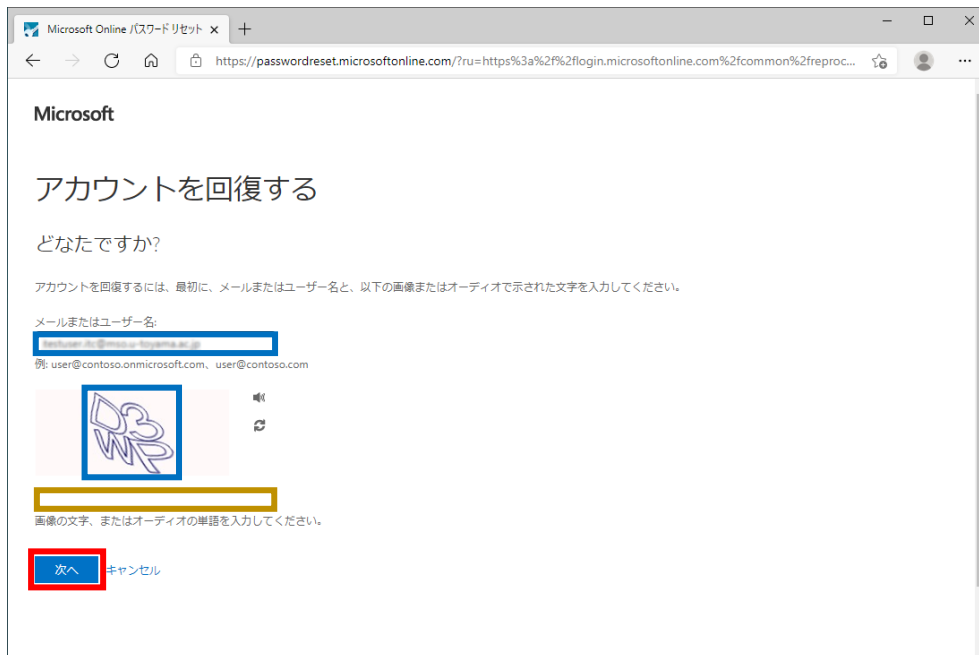 Microsoft Online パスワード リセット
https://passwordreset.microsoftonline.com/?ru=https%3a%2f%2flogin.microsoftonline.com%2fcommon%2freproc...
Microsoft
アカウントを回復する
どなたですか?
アカウントを回復するには、最初に、メールまたはユーザー名と、以下の画像またはオーディオで示された文字を入力してください。
メールまたはユーザー名:
例: user@contoso.onmicrosoft.com、user@contoso.com
画像の文字、またはオーディオの単語を入力してください。
次へ キャンセル